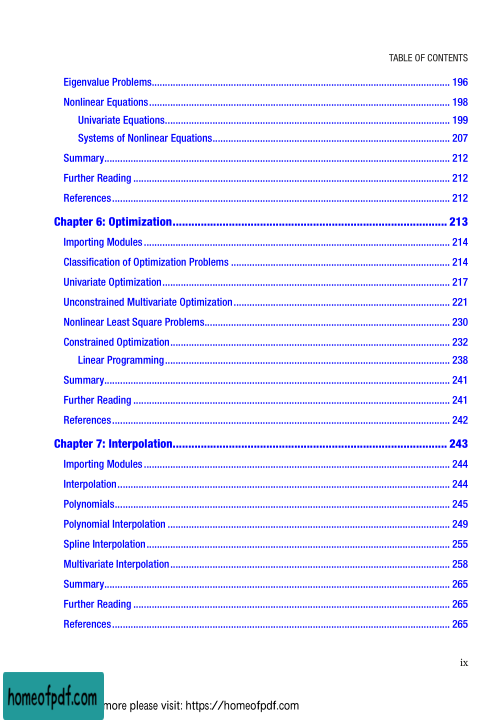 TABLE OF CONTENTS
Eigenvalue Problems................................................................ 196
Nonlinear Equations................................................................ 198
Univariate Equations................................................................ 199
Systems of Nonlinear Equations................................................................ 207
Summary................................................................ 212
Further Reading ................................................................ 212
References................................................................ 212
Chapter 6: Optimization................................................................ 213
Importing Modules ................................................................ 214
Classification of Optimization Problems ................................................................ 214
Univariate Optimization................................................................ 217
Unconstrained Multivariate Optimization................................................................ 221
Nonlinear Least Square Problems................................................................ 230
Constrained Optimization................................................................ 232
Linear Programming................................................................ 238
Summary................................................................ 241
Further Reading ................................................................ 241
References................................................................ 242
Chapter 7: Interpolation................................................................ 243
Importing Modules ................................................................ 244
Interpolation................................................................ 244
Polynomials................................................................ 245
Polynomial Interpolation ................................................................ 249
Spline Interpolation................................................................ 255
Multivariate Interpolation................................................................ 258
Summary................................................................ 265
Further Reading ................................................................ 265
References................................................................ 265
ix
homeofpdf.com more please visit: https://homeofpdf.com